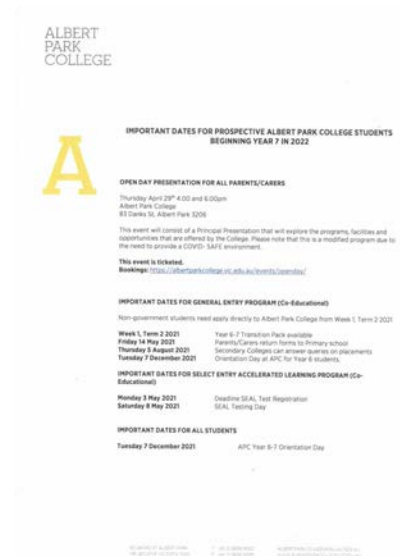 ALBERT
PARK
COLLEGE
IMPORTANT DATES FOR PROSPECTIVE ALBERT PARK COLLEGE STUDENTS
BEGINNING YEAR 7 IN 2022
A
OPEN DAY PRESENTATION FOR ALL PARENTS/CARERS
Thursday April 29th 4.00 and 6.00pm
Albert Park College
83 Danks St, Albert Park 3206
This event will consist of a Principal Presentation that will explore the programs, facilities and
opportunities that are offered by the College. Please note that this is a modified program due to
the need to provide a COVID- SAFE environment.
This event is ticketed.
Bookings: https://albertparkcollege.vic.edu.au/events/openday/
IMPORTANT DATES FOR GENERAL ENTRY PROGRAM (Co-Educational)
Non-government students need apply directly to Albert Park College from Week 1, Term 2 2021
Week 1, Term 2 2021 Year 6-7 Transition Pack available
Friday 14 May 2021 Parents/Carers return forms to Primary school
Thursday 5 August 2021 Secondary Colleges can answer queries on placements
Tuesday 7 December 2021 Orientation Day at APC for Year 6 students
IMPORTANT DATES FOR SELECT ENTRY ACCELERATED LEARNING PROGRAM (Co-
Educational)
Monday 3 May 2021 Deadline SEAL Test Registration
Saturday 8 May 2021 SEAL Testing Day
IMPORTANT DATES FOR ALL STUDENTS
Tuesday 7 December 2021 APC Year 6-7 Orientation Day